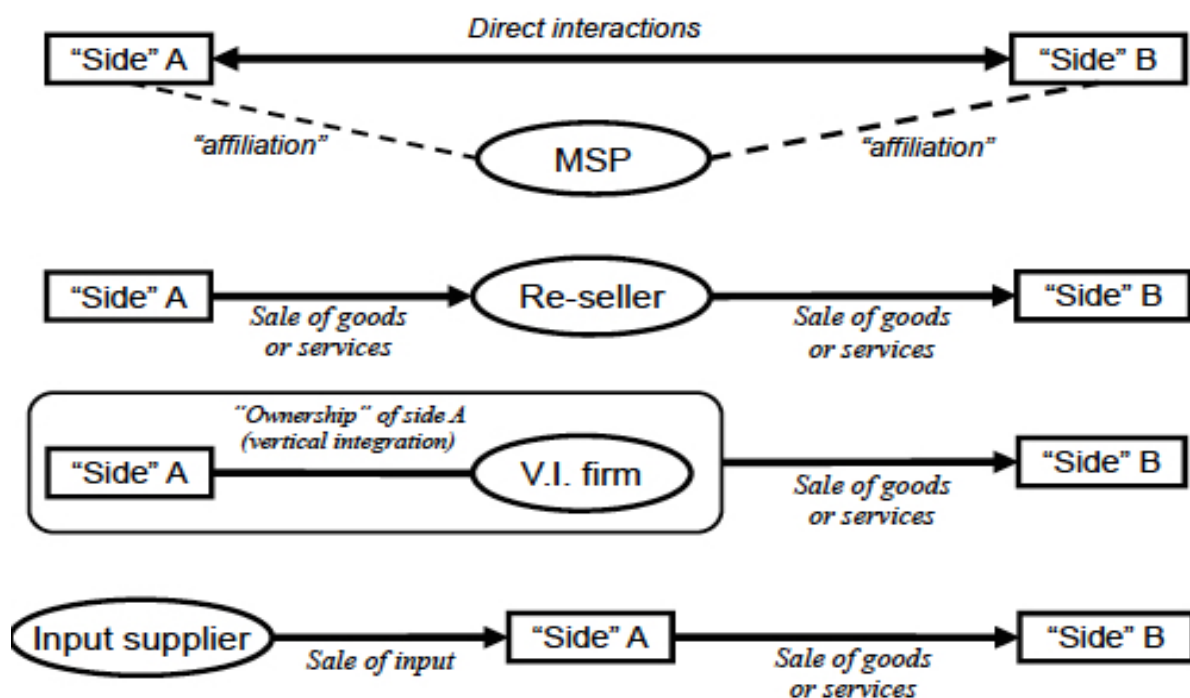 Direct interactions
“Side” A
“Side” B
“affiliation”
MSP
“affiliation”
“Side” A
Re-seller
“Side” B
Sale of goods
or services
Sale of goods
or services
“Ownership” of side A
(vertical integration)
“Side” A
V.I. firm
“Side” B
Sale of goods
or services
Input supplier
“Side” A
“Side” B
Sale of input
Sale of goods
or services